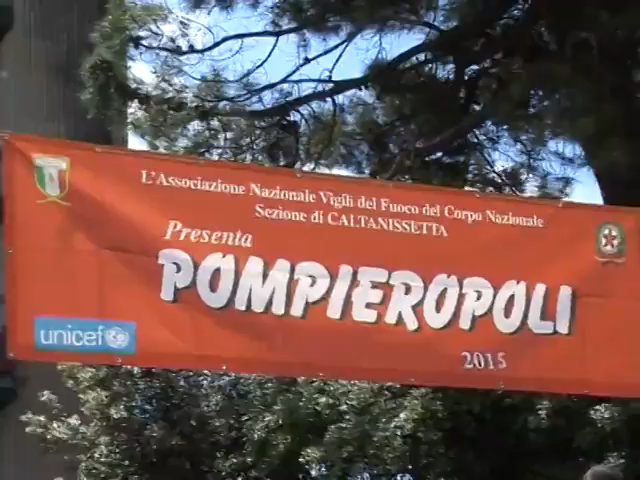 L'Associazione Nazionale Vigili del Fuoco del Corpo Nazionale
Sezione di CALTANISSETTA
Presenta
POMPIEROPOLI
unicef
2015